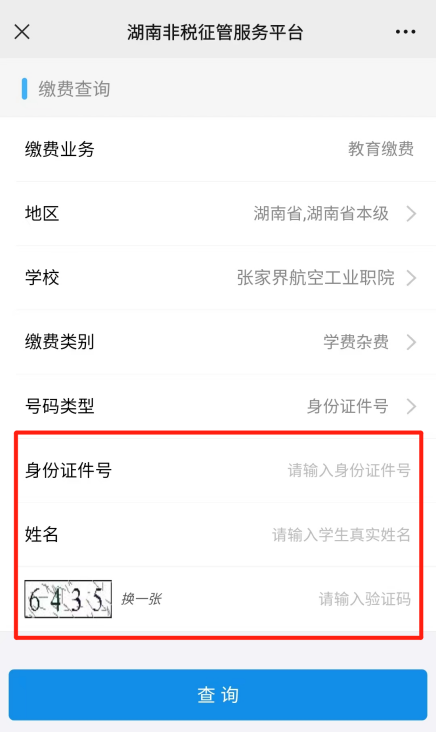 湖南非税征管服务平台
缴费查询
缴费业务 教育缴费
地区 湖南省,湖南省本级
学校 张家界航空工业职院
缴费类别 学费杂费
号码类型 身份证件号
身份证件号 请输入身份证件号
姓名 请输入学生真实姓名
6435 换一张 请输入验证码
查询